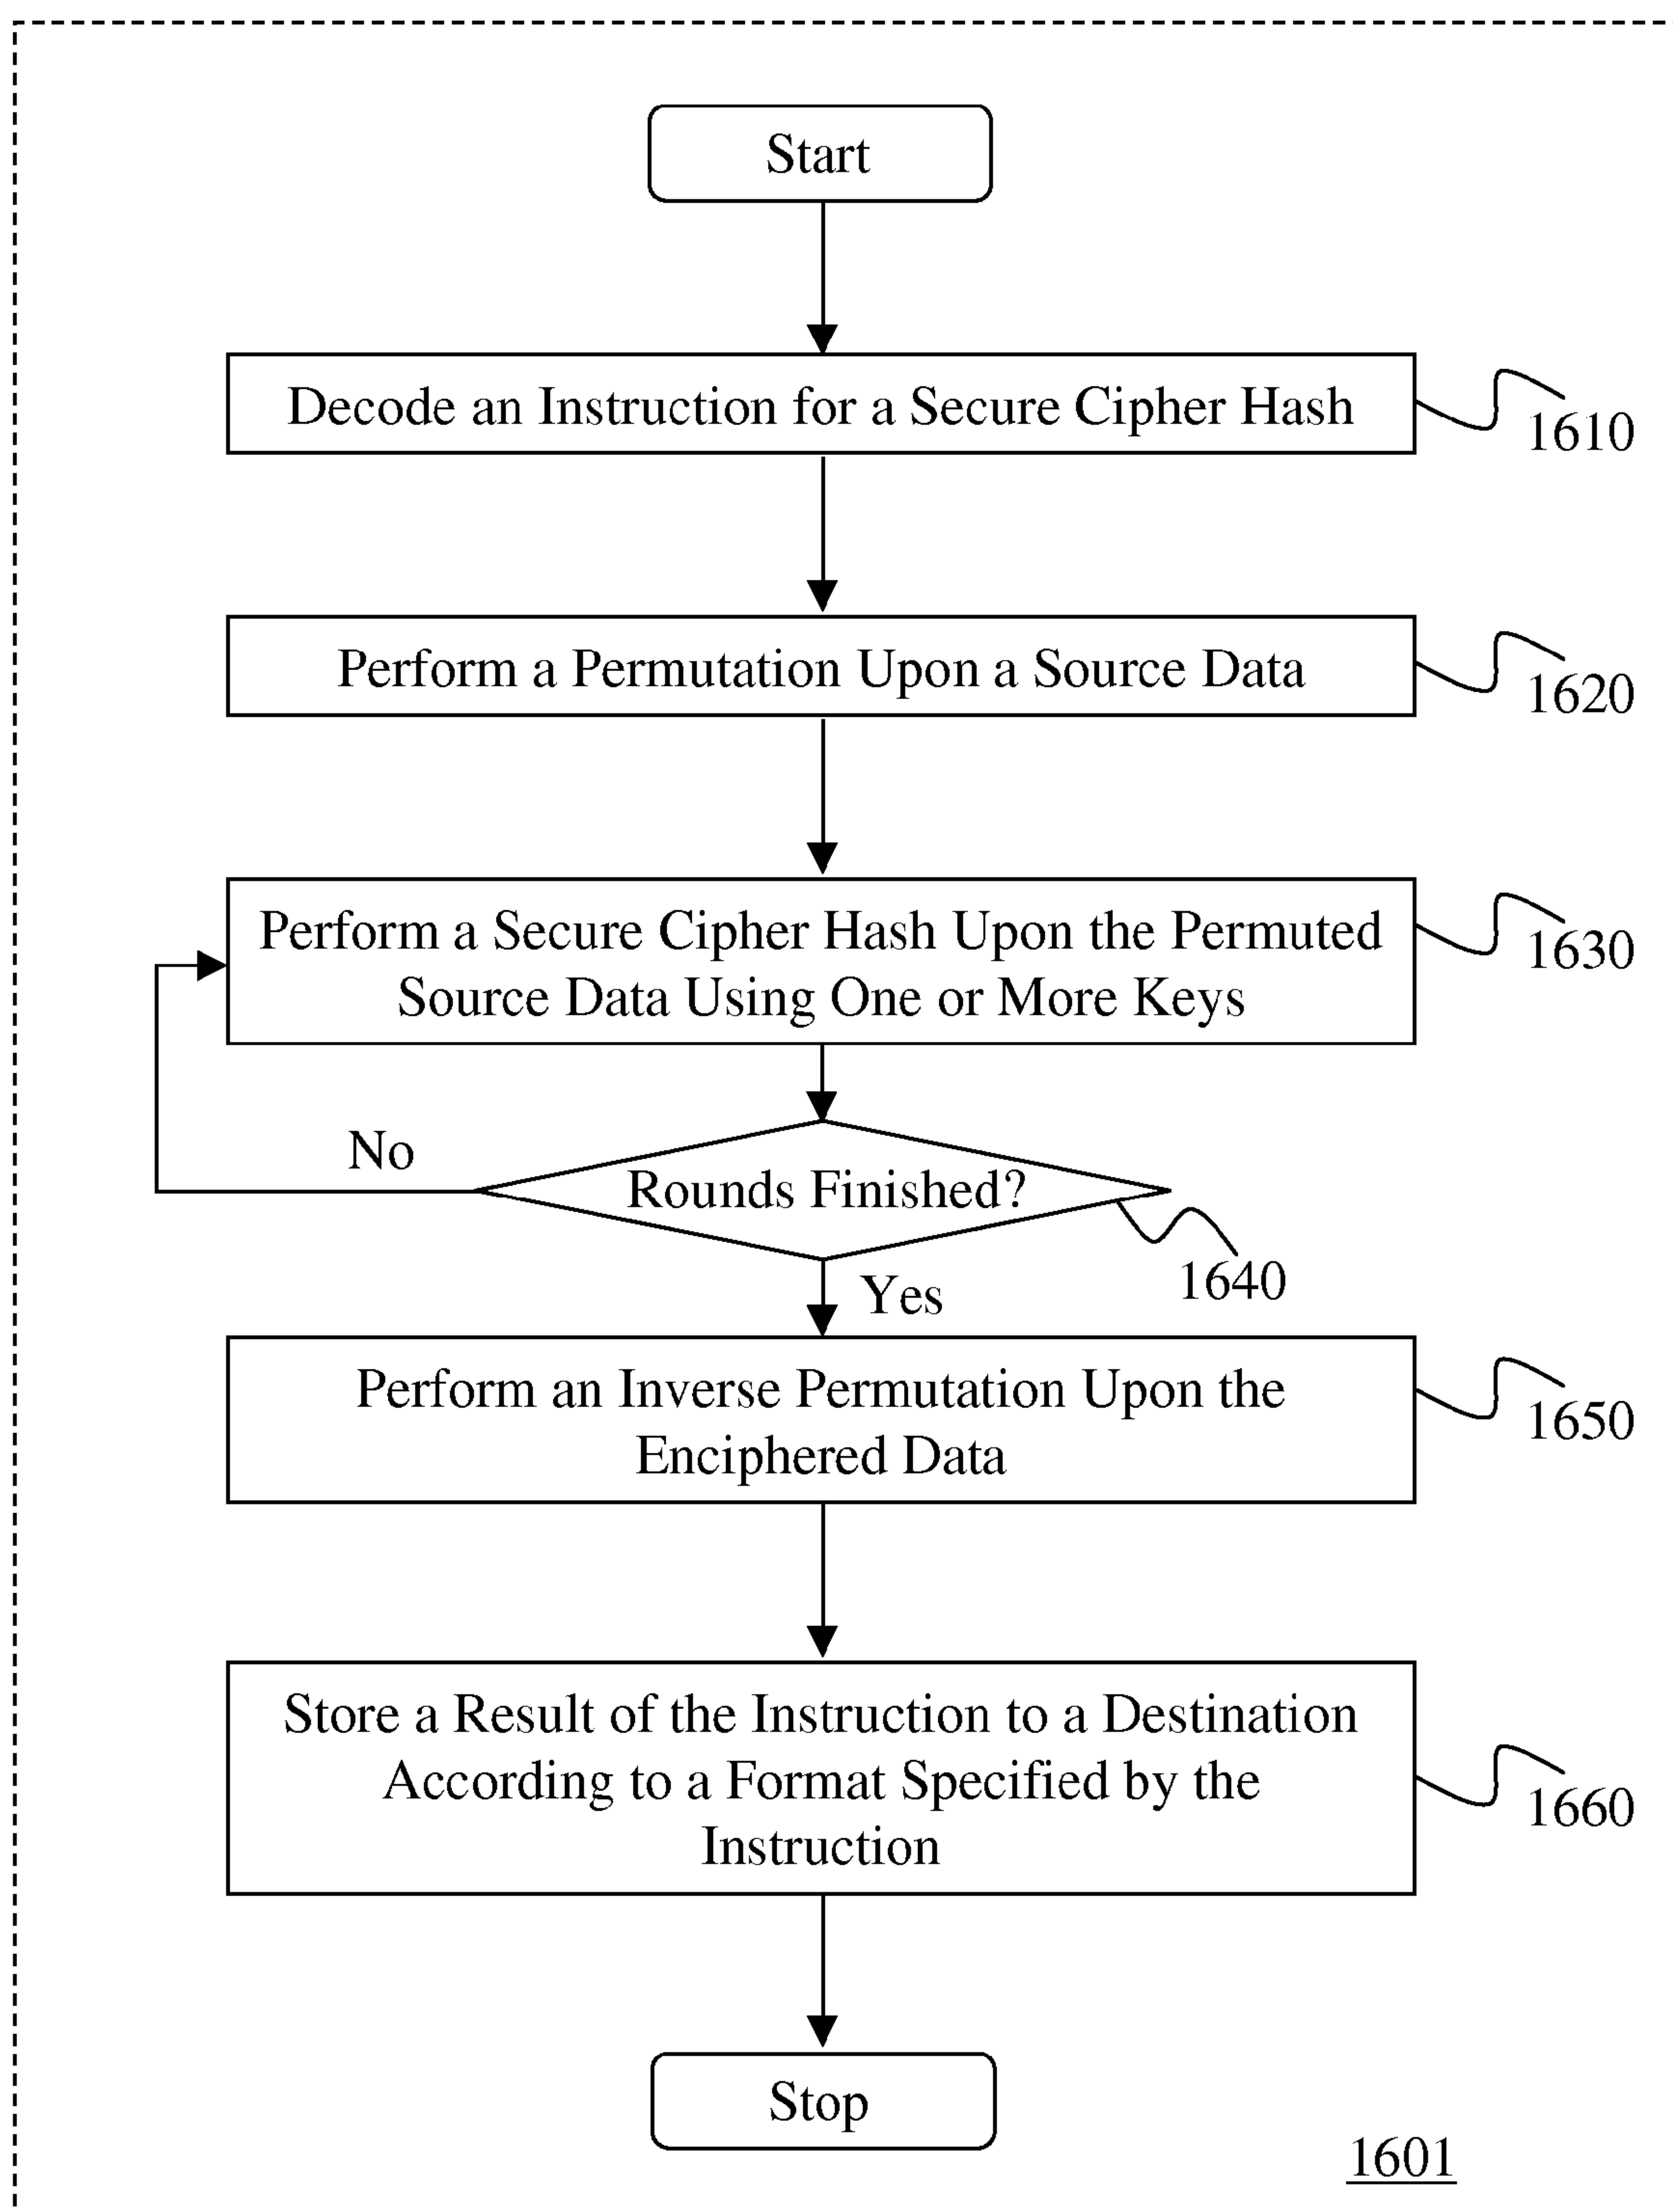 Start
Decode an Instruction for a Secure Cipher Hash
1610
Perform a Permutation Upon a Source Data
1620
Perform a Secure Cipher Hash Upon the Permuted
Source Data Using One or More Keys
1630
No
Rounds Finished?
1640
Yes
Perform an Inverse Permutation Upon the
Enciphered Data
1650
Store a Result of the Instruction to a Destination
According to a Format Specified by the
Instruction
1660
Stop
1601